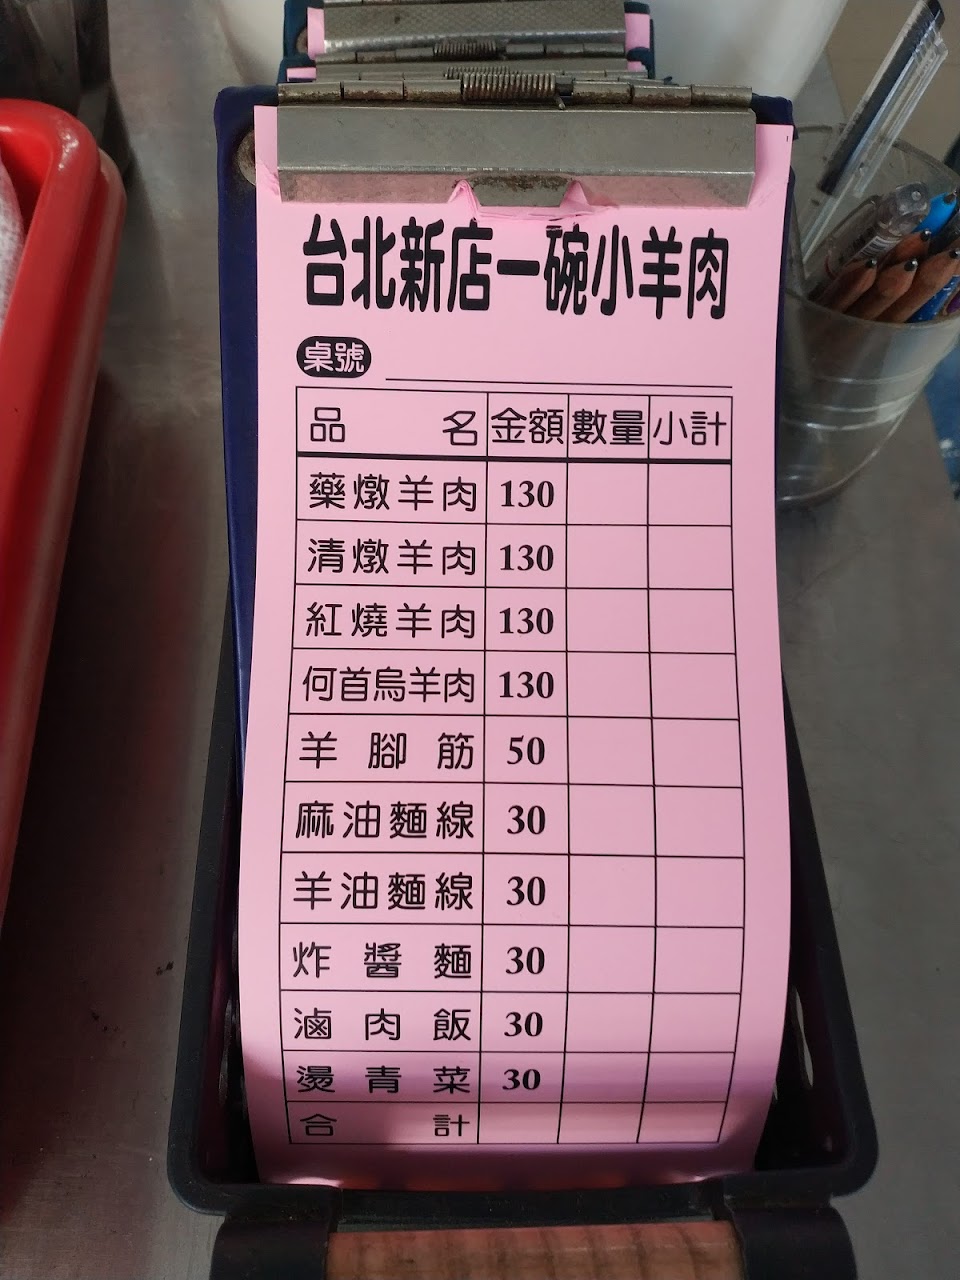 台北新店一碗小羊肉
桌號
品名 金額 數量 小計
藥燉羊肉 130
清燉羊肉 130
紅燒羊肉 130
何首烏羊肉 130
羊腳筋 50
麻油麵線 30
羊油麵線 30
炸醬麵 30
滷肉飯 30
燙青菜 30
合計